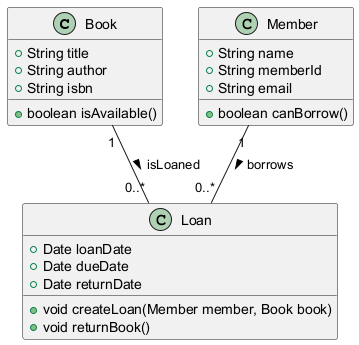 C Book
+ String title
+ String author
+ String isbn
+ boolean isAvailable()
C Member
+ String name
+ String memberId
+ String email
+ boolean canBorrow()
1
isLoaned
0..*
1
borrows
0..*
C Loan
+ Date loanDate
+ Date dueDate
+ Date returnDate
+ void createLoan(Member member, Book book)
+ void returnBook()